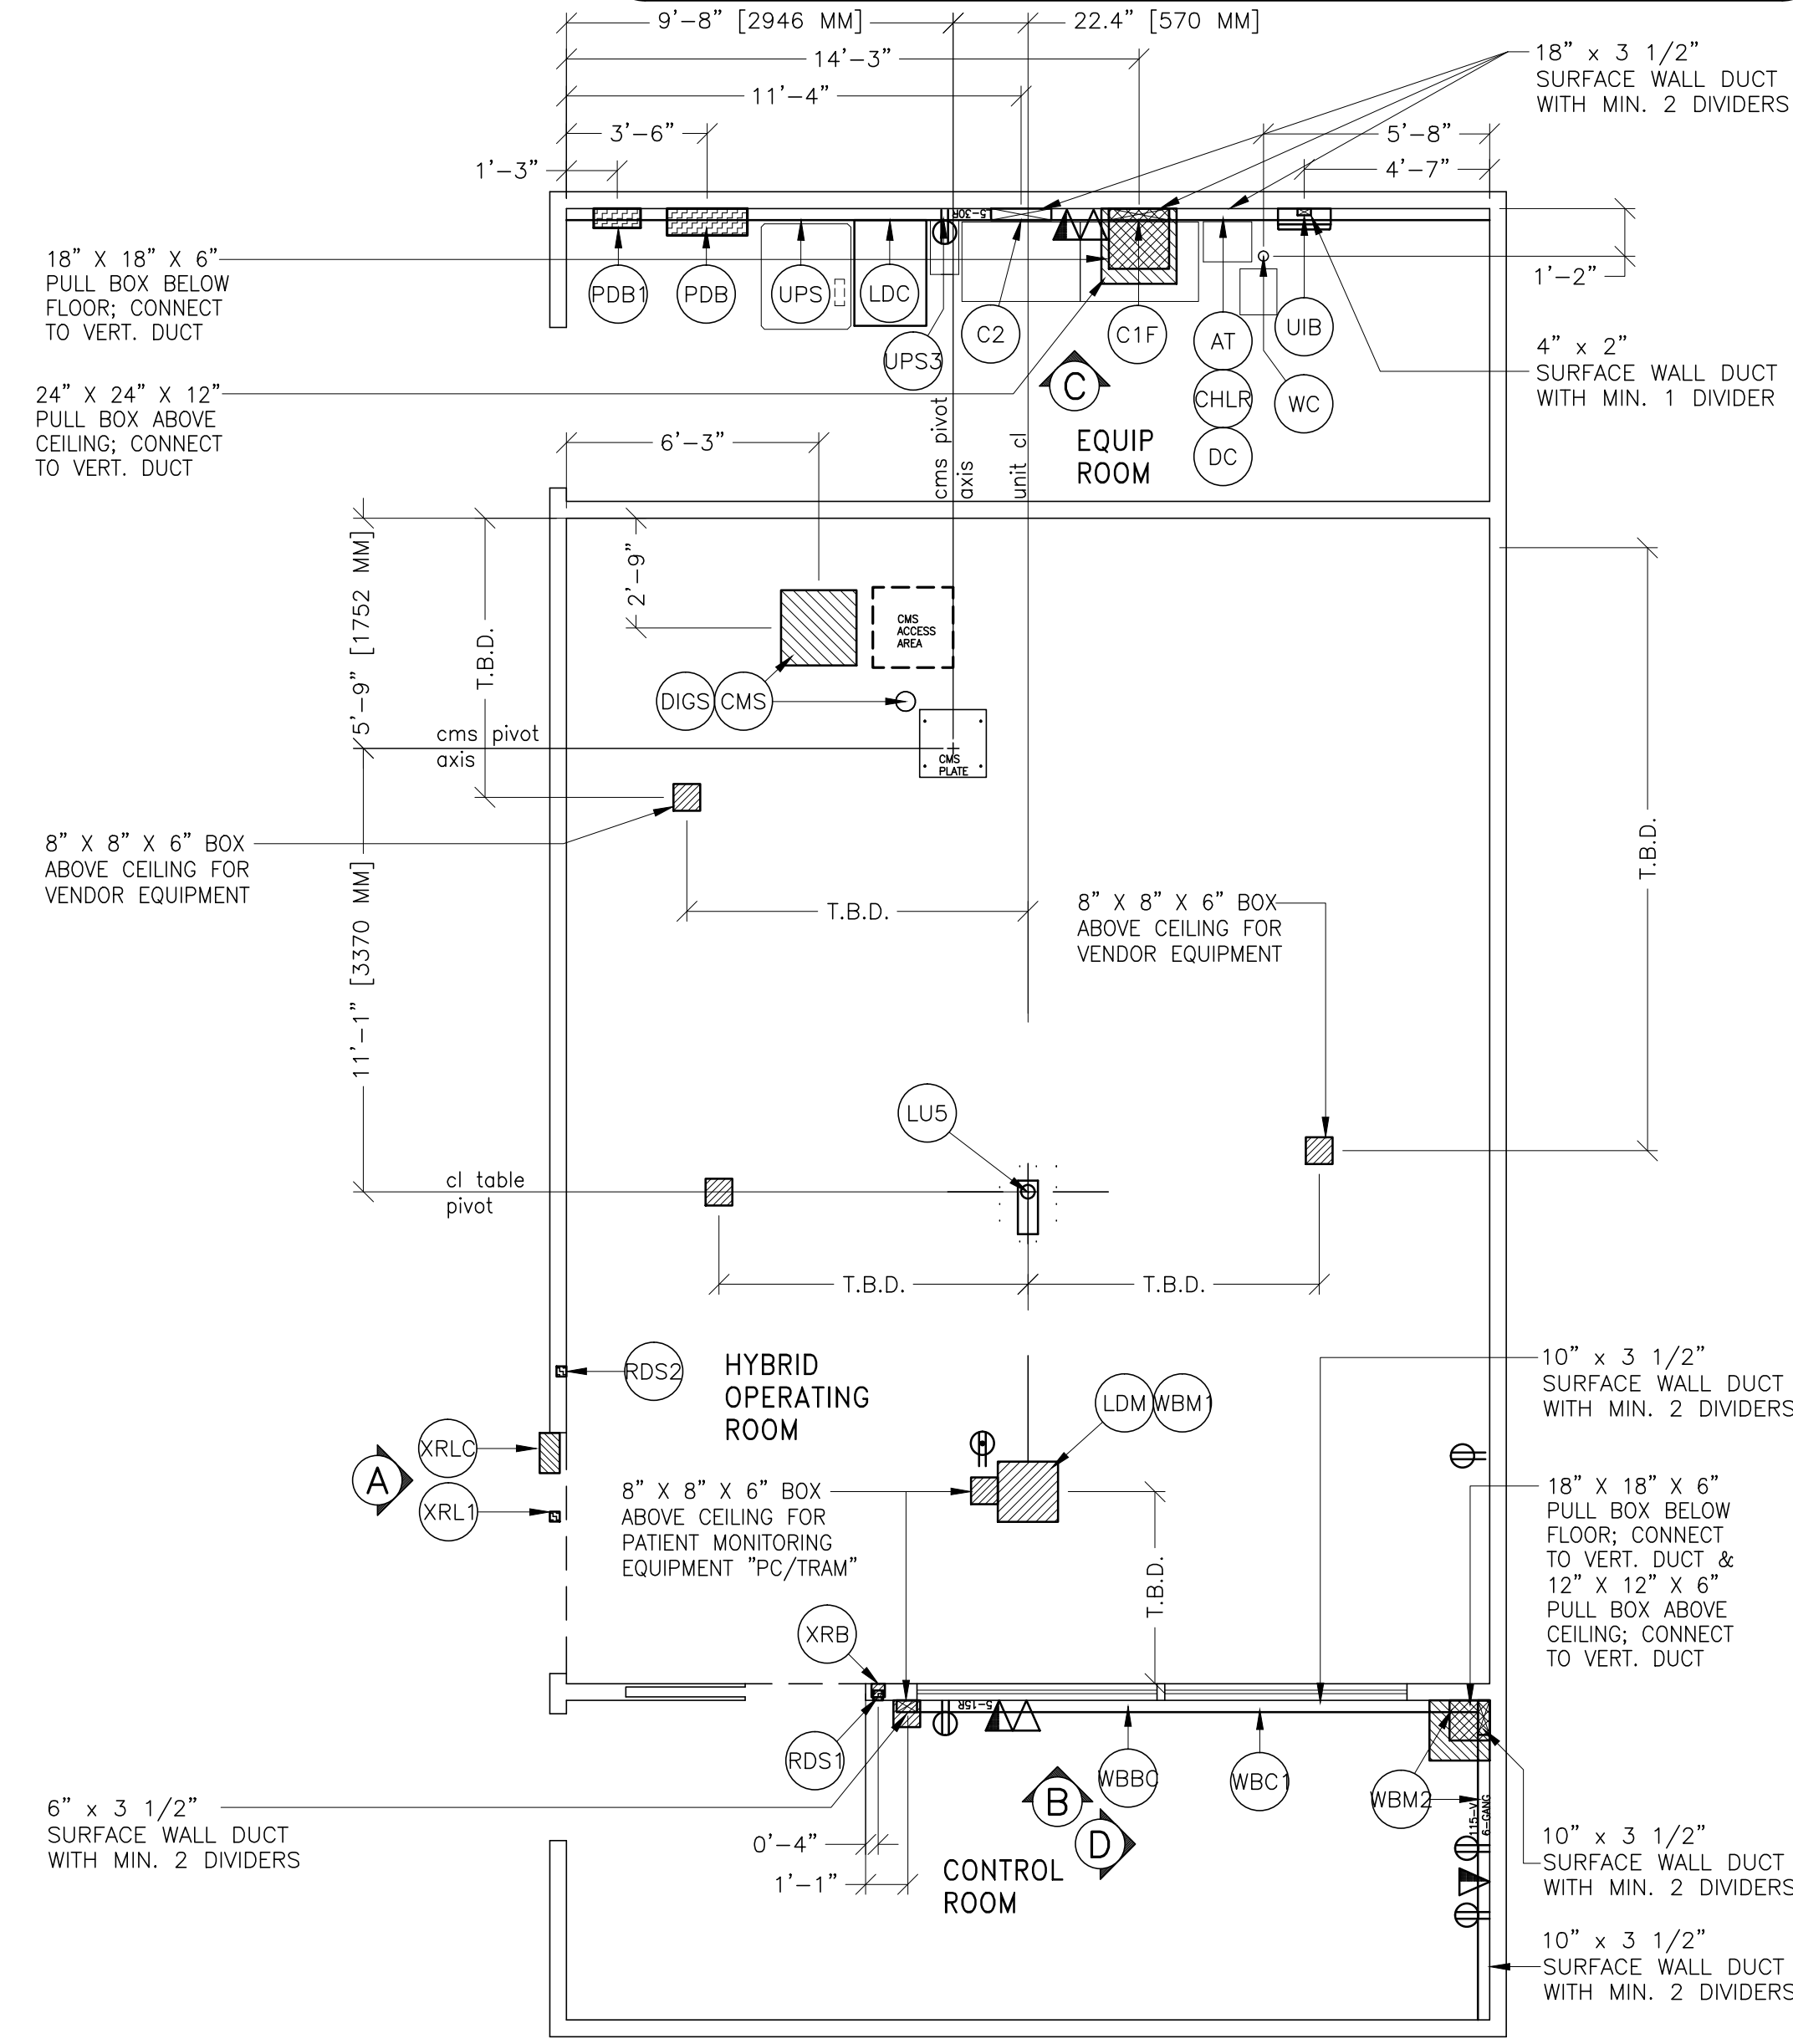 9'-8" [2946 MM]
22.4" [570 MM]
14'-3"
11'-4"
3'-6"
1'-3"
18" x 3 1/2"
SURFACE WALL DUCT
WITH MIN. 2 DIVIDERS
5'-8"
4'-7"
1'-2"
L5-30R
18" X 18" X 6"
PULL BOX BELOW
FLOOR; CONNECT
TO VERT. DUCT
PDB1
PDB
UPS
LDC
UPS3
C2
C1F
AT
CHLR
DC
UIB
WC
4" x 2"
SURFACE WALL DUCT
WITH MIN. 1 DIVIDER
24" X 24" X 12"
PULL BOX ABOVE
CEILING; CONNECT
TO VERT. DUCT
C
EQUIP
ROOM
cms pivot
axis
unit cl
6'-3"
2'-9"
5'-9" [1752 MM]
T.B.D.
CMS
ACCESS
AREA
DIGS
CMS
cms pivot
axis
CMS
PLATE
8" X 8" X 6" BOX
ABOVE CEILING FOR
VENDOR EQUIPMENT
T.B.D.
T.B.D.
8" X 8" X 6" BOX
ABOVE CEILING FOR
VENDOR EQUIPMENT
11'-1" [3370 MM]
LU5
cl table
pivot
T.B.D.
T.B.D.
RDS2
HYBRID
OPERATING
ROOM
LDM
WBM1
10" x 3 1/2"
SURFACE WALL DUCT
WITH MIN. 2 DIVIDERS
XRLC
A
XRL1
8" X 8" X 6" BOX
ABOVE CEILING FOR
PATIENT MONITORING
EQUIPMENT "PC/TRAM"
T.B.D.
18" X 18" X 6"
PULL BOX BELOW
FLOOR; CONNECT
TO VERT. DUCT &
12" X 12" X 6"
PULL BOX ABOVE
CEILING; CONNECT
TO VERT. DUCT
XRB
5-15R
RDS1
WBBC
WBC1
WBM2
115-V
6-GANG
B
D
6" x 3 1/2"
SURFACE WALL DUCT
WITH MIN. 2 DIVIDERS
0'-4"
1'-1"
CONTROL
ROOM
10" x 3 1/2"
SURFACE WALL DUCT
WITH MIN. 2 DIVIDERS
10" x 3 1/2"
SURFACE WALL DUCT
WITH MIN. 2 DIVIDERS